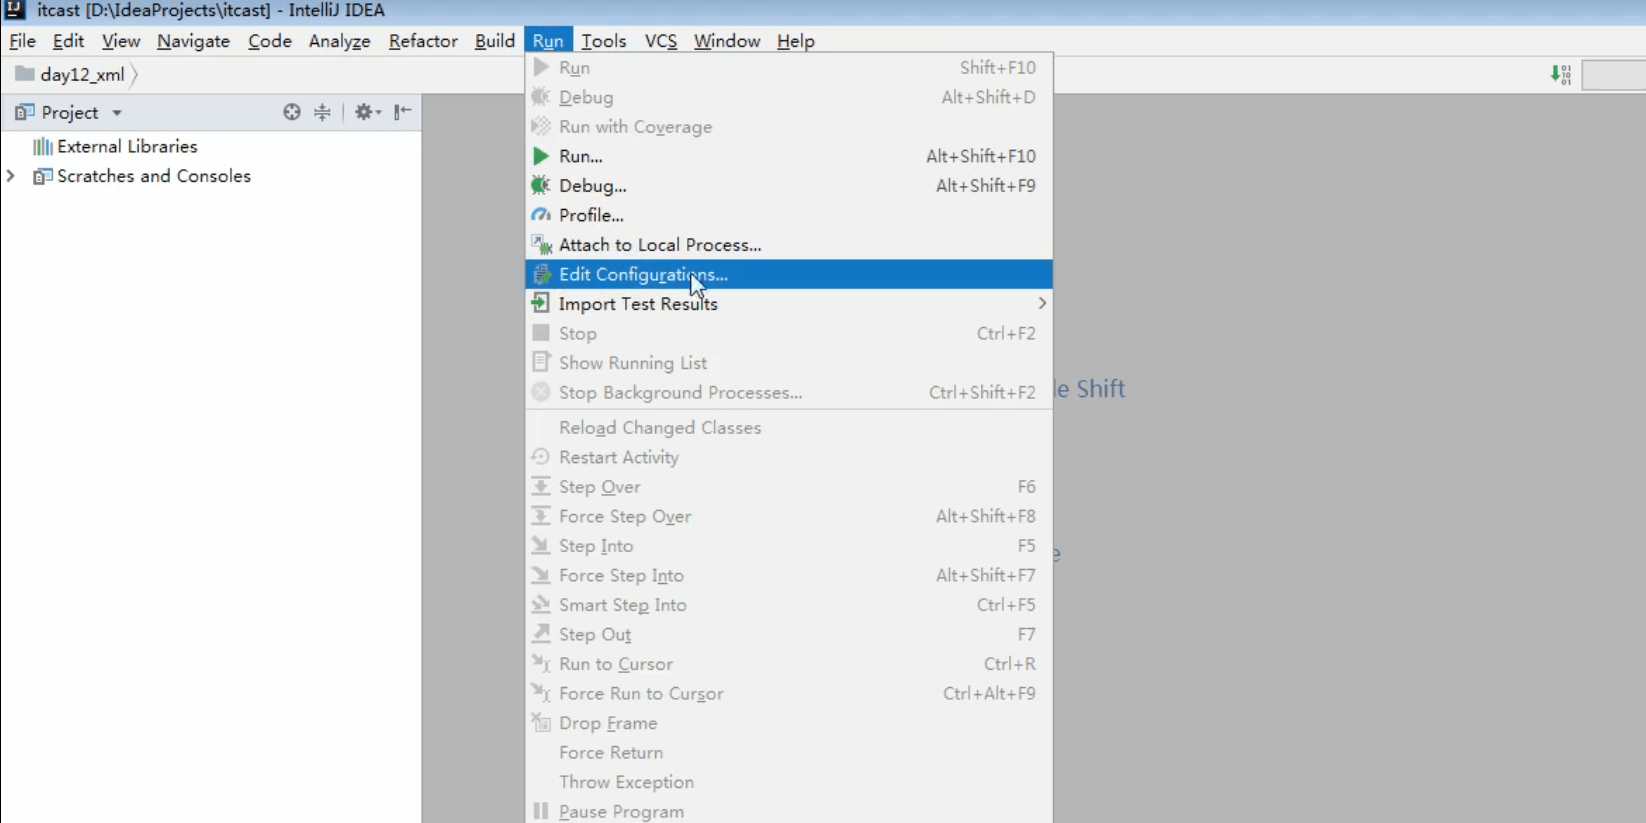 itcast [D:\IdeaProjects\itcast] - IntelliJ IDEA
File Edit View Navigate Code Analyze Refactor Build Run Tools VCS Window Help
day12_xml
Project
External Libraries
Scratches and Consoles
Run Shift+F10
Debug Alt+Shift+D
Run with Coverage
Run... Alt+Shift+F10
Debug... Alt+Shift+F9
Profile...
Attach to Local Process...
Edit Configurations...
Import Test Results
Stop Ctrl+F2
Show Running List
Stop Background Processes... Ctrl+Shift+F2
le Shift
Reload Changed Classes
Restart Activity
Step Over F6
Force Step Over Alt+Shift+F8
Step Into F5
e
Force Step Into Alt+Shift+F7
Smart Step Into Ctrl+F5
Step Out F7
Run to Cursor Ctrl+R
Force Run to Cursor Ctrl+Alt+F9
Drop Frame
Force Return
Throw Exception
Pause Program